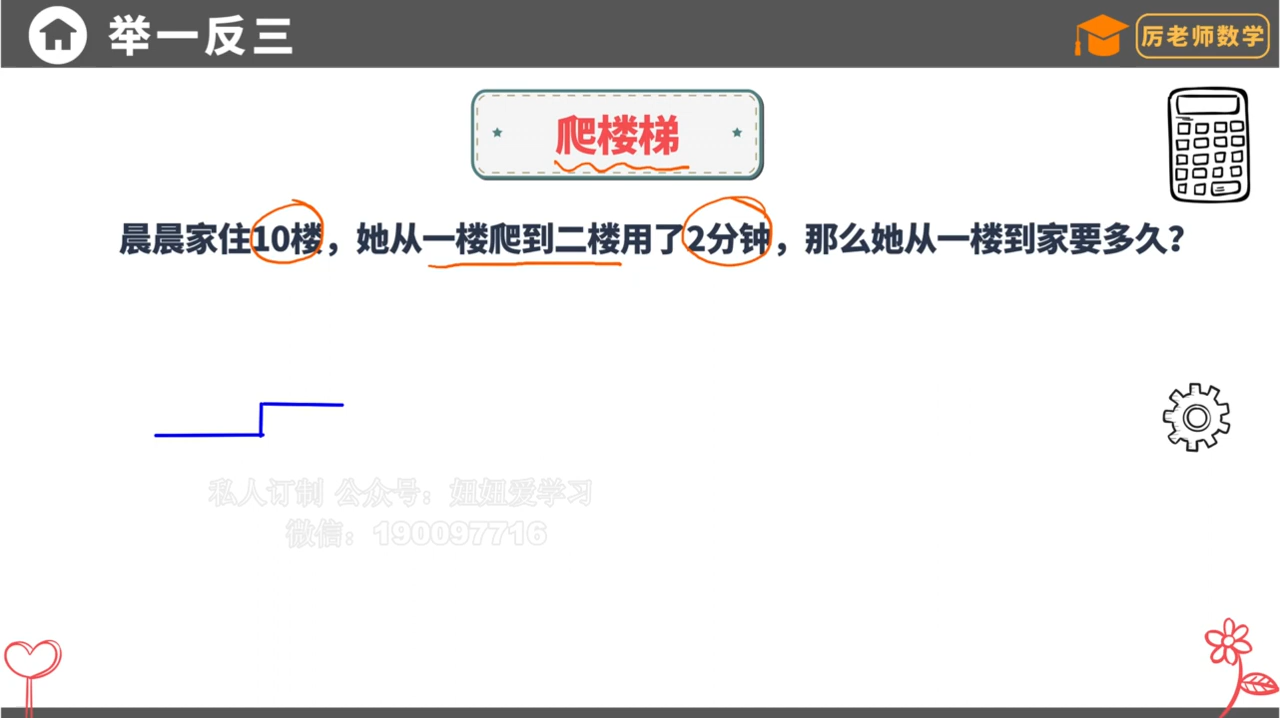 举一反三
厉老师数学
爬楼梯
晨晨家住10楼，她从一楼爬到二楼用了2分钟，那么她从一楼到家要多久？
私人订制 公众号：妞妞爱学习
微信：190097716